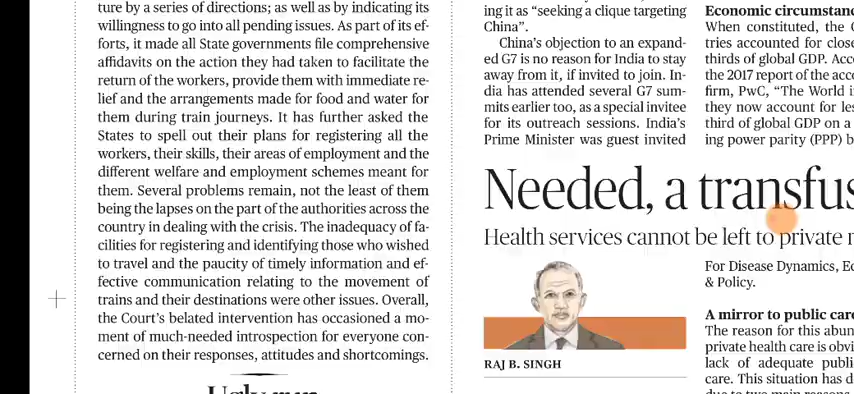 ture by a series of directions; as well as by indicating its
willingness to go into all pending issues. As part of its ef-
forts, it made all State governments file comprehensive
affidavits on the action they had taken to facilitate the
return of the workers, provide them with immediate re-
lief and the arrangements made for food and water for
them during train journeys. It has further asked the
States to spell out their plans for registering all the
workers, their skills, their areas of employment and the
different welfare and employment schemes meant for
them. Several problems remain, not the least of them
being the lapses on the part of the authorities across the
country in dealing with the crisis. The inadequacy of fa-
cilities for registering and identifying those who wished
to travel and the paucity of timely information and ef-
fective communication relating to the movement of
trains and their destinations were other issues. Overall,
the Court's belated intervention has occasioned a mo-
ment of much-needed introspection for everyone con-
cerned on their responses, attitudes and shortcomings.
ing it as “seeking a clique targeting
China”.
China's objection to an expand-
ed G7 is no reason for India to stay
away from it, if invited to join. In-
dia has attended several G7 sum-
mits earlier too, as a special invitee
for its outreach sessions. India's
Prime Minister was guest invited
Economic circumstanc
When constituted, the G
tries accounted for close
thirds of global GDP. Acc
the 2017 report of the acco
firm, PwC, “The World i
they now account for les
third of global GDP on a
ing power parity (PPP) b
Needed, a transfus
Health services cannot be left to private
RAJ B. SINGH
For Disease Dynamics, Ec
& Policy.
A mirror to public care
The reason for this abun
private health care is obvi
lack of adequate publi
care. This situation has d